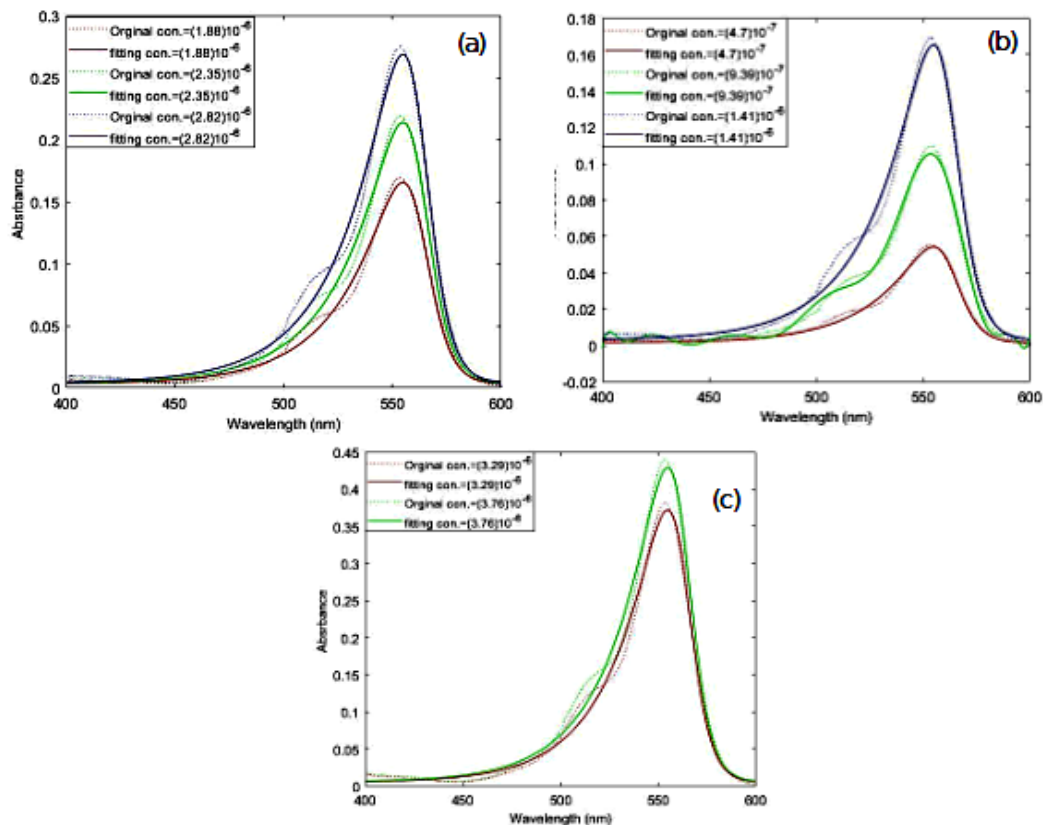 (a)
Orginal con.=(1.88)10⁻⁶
fitting con.=(1.88)10⁻⁶
Orginal con.=(2.35)10⁻⁶
fitting con.=(2.35)10⁻⁶
Orginal con.=(2.82)10⁻⁶
fitting con.=(2.82)10⁻⁶
0.3
0.25
0.2
0.15
0.1
0.05
0
400
450
500
550
600
Absrbance
Wavelength (nm)
(b)
Orginal con.=(4.7)10⁻⁷
fitting con.=(4.7)10⁻⁷
Orginal con.=(9.39)10⁻⁷
fitting con.=(9.39)10⁻⁷
Orginal con.=(1.41)10⁻⁶
fitting con.=(1.41)10⁻⁶
0.18
0.16
0.14
0.12
0.1
0.08
0.06
0.04
0.02
0
-0.02
400
450
500
550
600
Wavelength (nm)
(c)
Orginal con.=(3.29)10⁻⁶
fitting con.=(3.29)10⁻⁶
Orginal con.=(3.76)10⁻⁶
fitting con.=(3.76)10⁻⁶
0.45
0.4
0.35
0.3
0.25
0.2
0.15
0.1
0.05
0
400
450
500
550
600
Absrbance
Wavelength (nm)